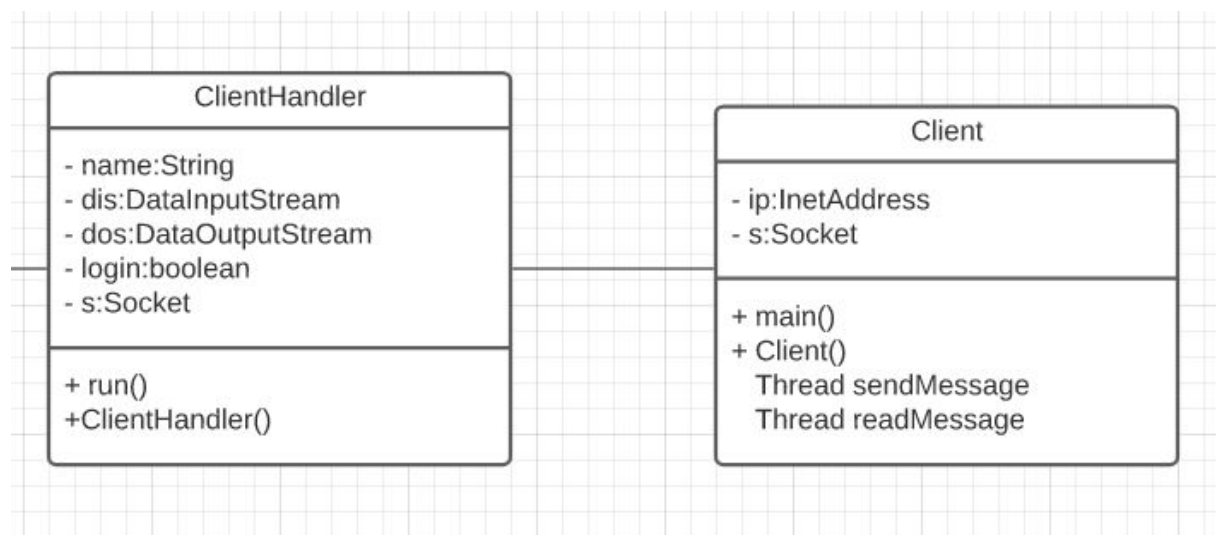 ClientHandler
- name:String
- dis:DataInputStream
- dos:DataOutputStream
- login:boolean
- s:Socket
+ run()
+ClientHandler()
Client
- ip:InetAddress
- s:Socket
+ main()
+ Client()
Thread sendMessage
Thread readMessage